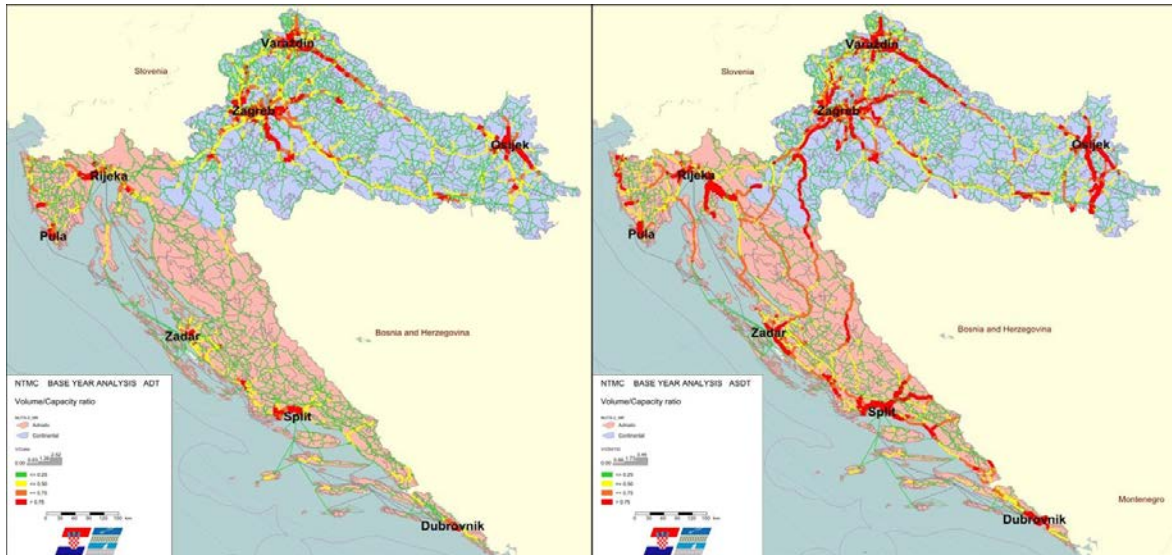 Varaždin
Slovenia
Zagreb
Osijek
Rijeka
Pula
Zadar
Bosnia and Herzegovina
Split
Dubrovnik
NTMC BASE YEAR ANALYSIS ADT
Volume/Capacity ratio
Adriatic
Continental
<= 0.25
<= 0.50
<= 0.75
> 0.75
Varaždin
Slovenia
Zagreb
Osijek
Rijeka
Pula
Zadar
Bosnia and Herzegovina
Split
Montenegro
Dubrovnik
NTMC BASE YEAR ANALYSIS ASDT
Volume/Capacity ratio
Adriatic
Continental
<= 0.25
<= 0.50
<= 0.75
> 0.75